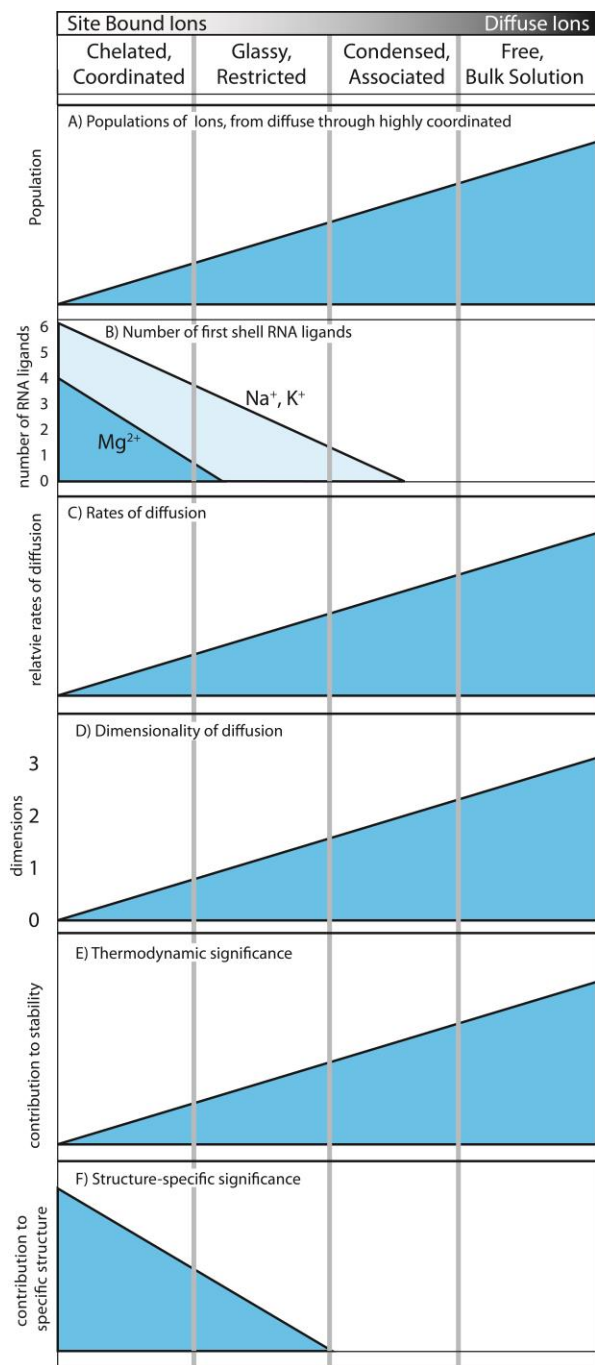 Site Bound Ions Diffuse Ions
Chelated, Glassy, Condensed, Free,
Coordinated Restricted Associated Bulk Solution
A) Populations of Ions, from diffuse through highly coordinated
Population
B) Number of first shell RNA ligands
number of RNA ligands
6
5
4
3
2
1
0
Na⁺, K⁺
Mg²⁺
C) Rates of diffusion
relatvie rates of diffusion
D) Dimensionality of diffusion
dimensions
3
2
1
0
E) Thermodynamic significance
contribution to stability
F) Structure-specific significance
contribution to
specific structure